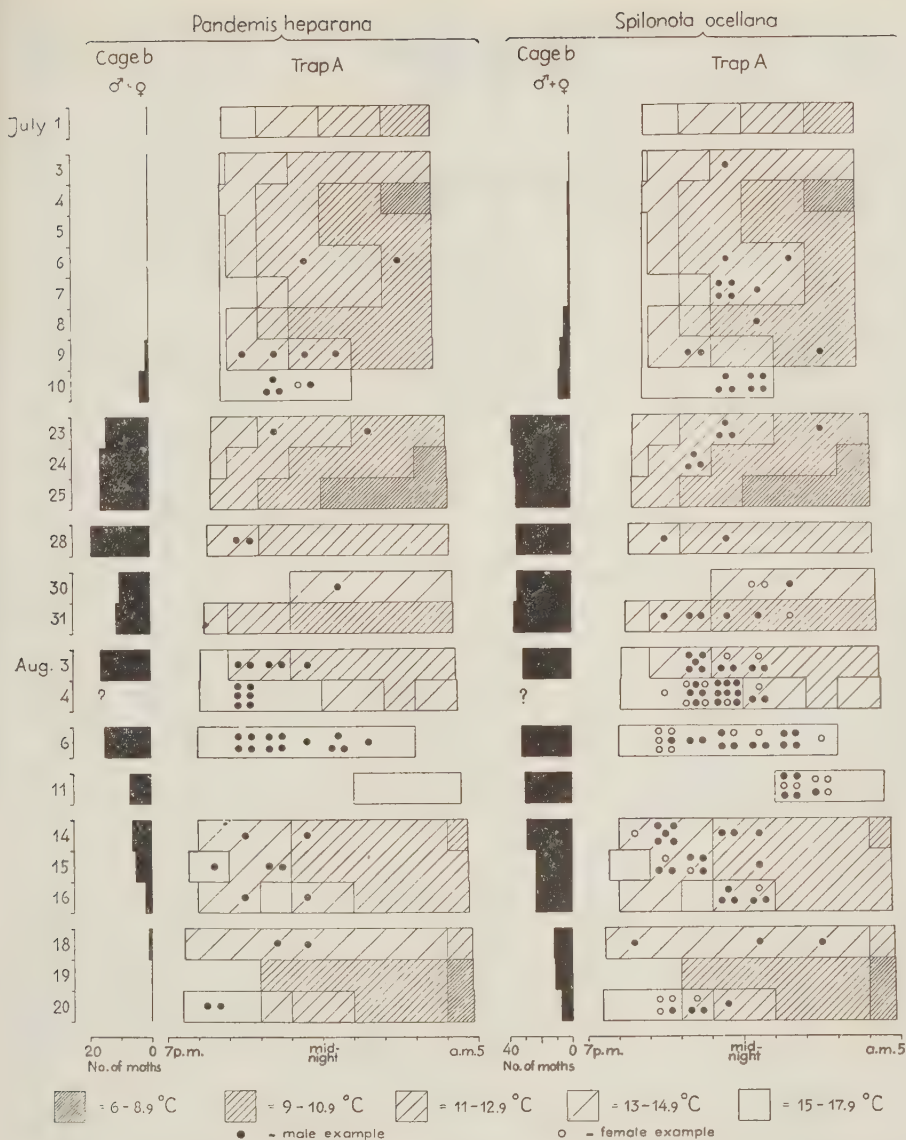 Pandemis heparana Spilonota ocellana
Cage b Trap A Cage b Trap A
♂+♀ ♂+♀
July 1
3
4
5
6
7
8
9
10
23
24
25
28
30
31
Aug. 3
4 ? ?
6
11
14
15
16
18
19
20
20 0 7p.m. mid-night a.m.5 40 0 7p.m. mid-night a.m.5
No. of moths No. of moths
= 6 - 8.9 °C = 9 - 10.9 °C = 11 - 12.9 °C = 13 - 14.9 °C = 15 - 17.9 °C
● - male example ○ - female example